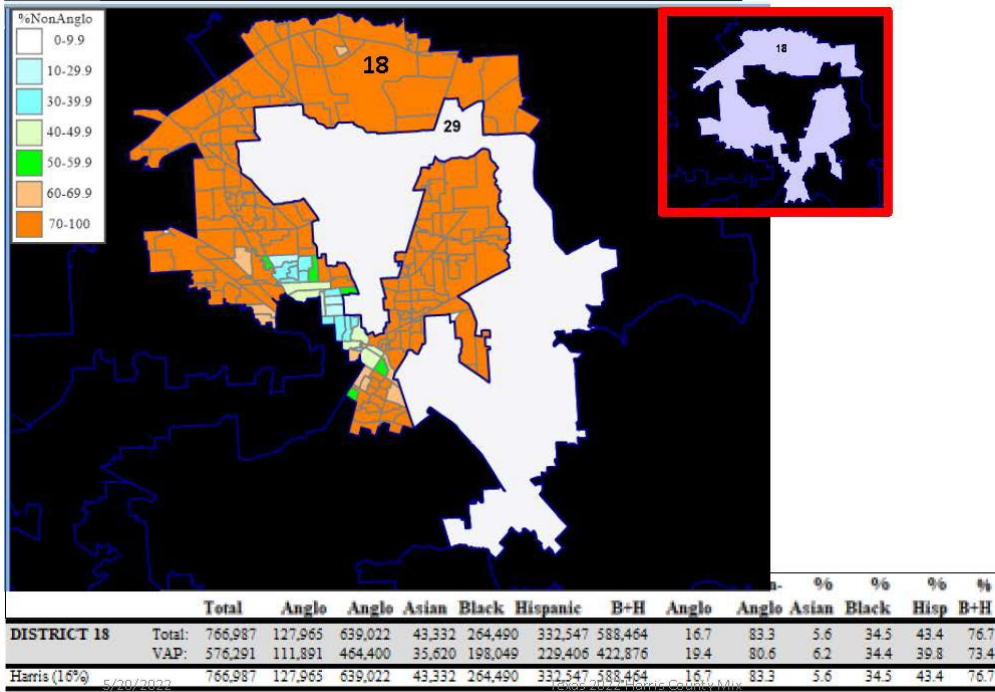 %NonAnglo
0-9.9
10-29.9
30-39.9
40-49.9
50-59.9
60-69.9
70-100
18
29
18
n- % % % %
Total Anglo Anglo Asian Black Hispanic B+H Anglo Anglo Asian Black Hisp B+H
DISTRICT 18 Total: 766,987 127,965 639,022 43,332 264,490 332,547 588,464 16.7 83.3 5.6 34.5 43.4 76.7
VAP: 576,291 111,891 464,400 35,620 198,049 229,406 422,876 19.4 80.6 6.2 34.4 39.8 73.4
Harris (16%) 766,987 127,965 639,022 43,332 264,490 332,547 588,464 16.7 83.3 5.6 34.5 43.4 76.7
5/20/2022 Texas 2022 Harris County Mix